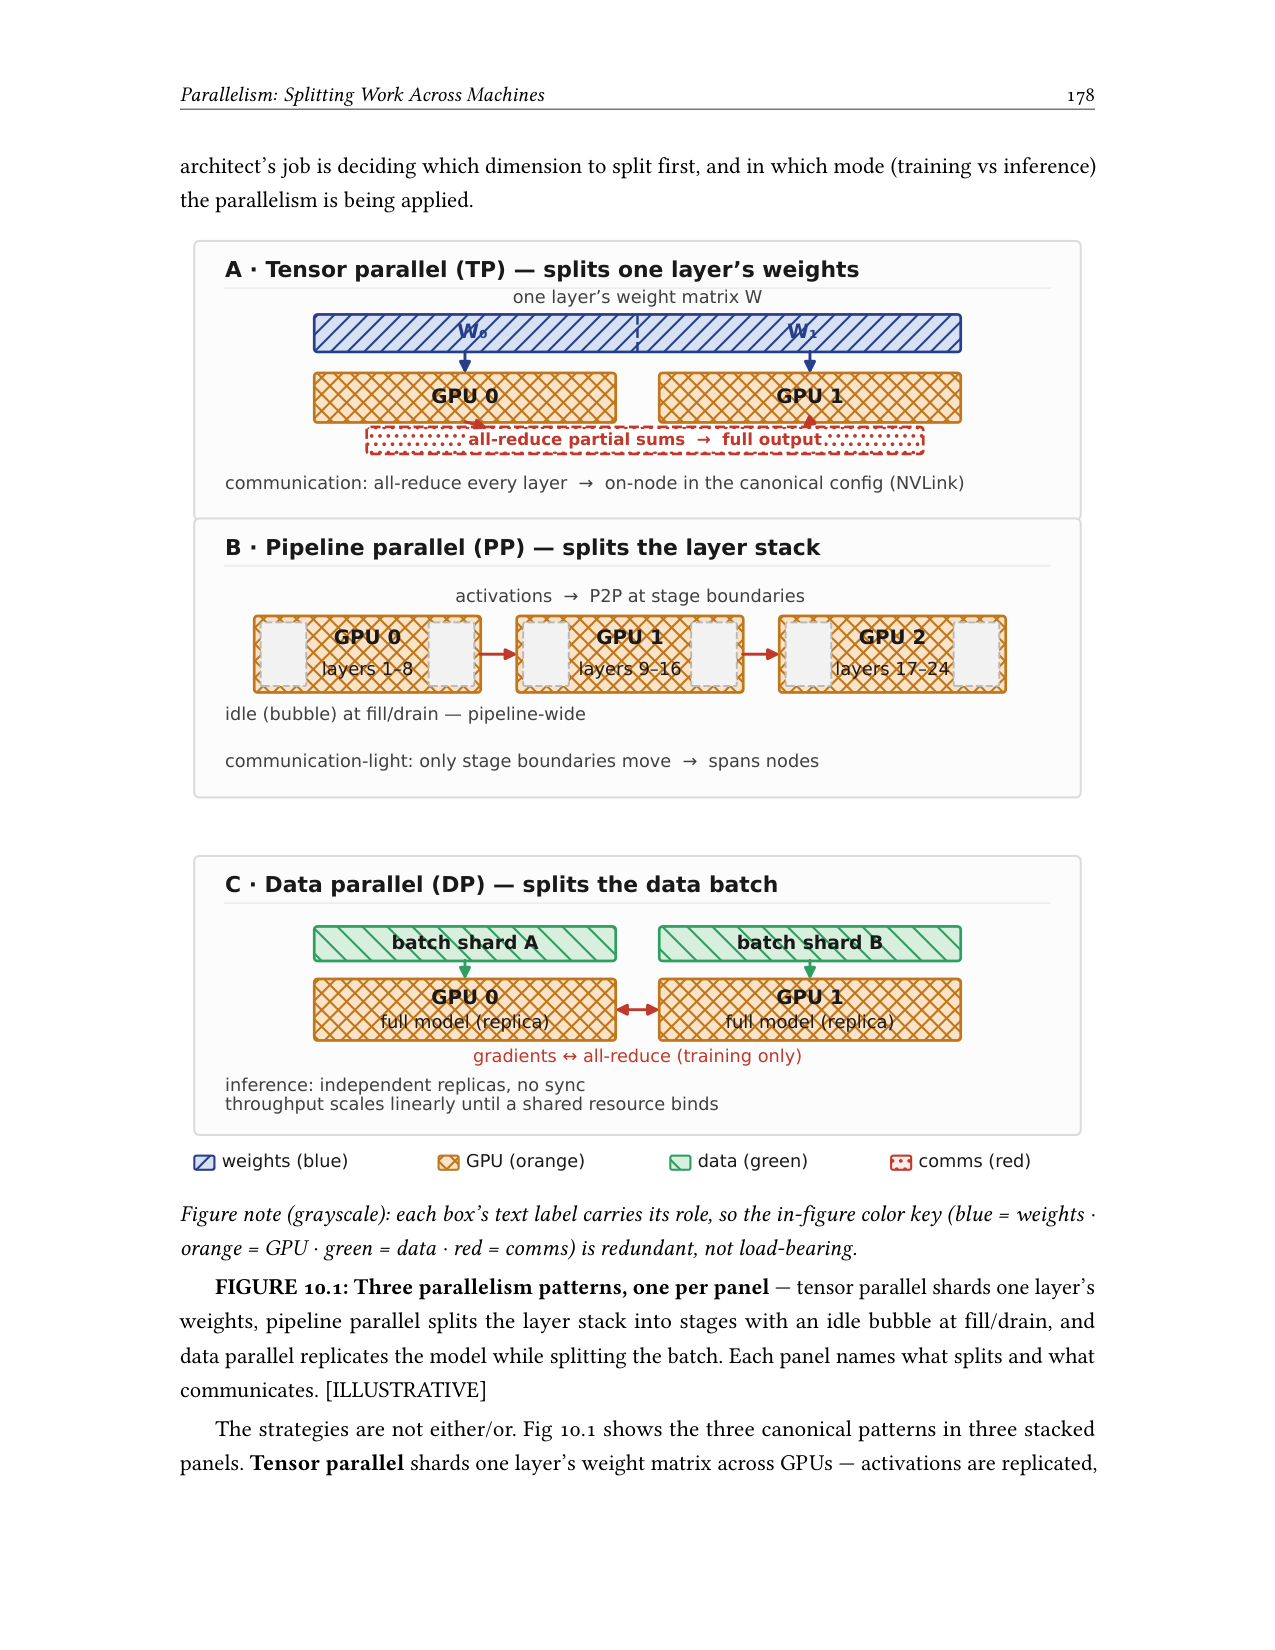 Parallelism: Splitting Work Across Machines 178
architect’s job is deciding which dimension to split first, and in which mode (training vs inference)
the parallelism is being applied.
A · Tensor parallel (TP) — splits one layer’s weights
one layer’s weight matrix W
W₀ W₁
GPU 0 GPU 1
all-reduce partial sums → full output
communication: all-reduce every layer → on-node in the canonical config (NVLink)
B · Pipeline parallel (PP) — splits the layer stack
activations → P2P at stage boundaries
GPU 0 GPU 1 GPU 2
layers 1–8 layers 9–16 layers 17–24
idle (bubble) at fill/drain — pipeline-wide
communication-light: only stage boundaries move → spans nodes
C · Data parallel (DP) — splits the data batch
batch shard A batch shard B
GPU 0 GPU 1
full model (replica) full model (replica)
gradients ↔ all-reduce (training only)
inference: independent replicas, no sync
throughput scales linearly until a shared resource binds
weights (blue) GPU (orange) data (green) comms (red)
Figure note (grayscale): each box’s text label carries its role, so the in-figure color key (blue = weights ·
orange = GPU · green = data · red = comms) is redundant, not load-bearing.
FIGURE 10.1: Three parallelism patterns, one per panel — tensor parallel shards one layer’s
weights, pipeline parallel splits the layer stack into stages with an idle bubble at fill/drain, and
data parallel replicates the model while splitting the batch. Each panel names what splits and what
communicates. [ILLUSTRATIVE]
The strategies are not either/or. Fig 10.1 shows the three canonical patterns in three stacked
panels. Tensor parallel shards one layer’s weight matrix across GPUs — activations are replicated,